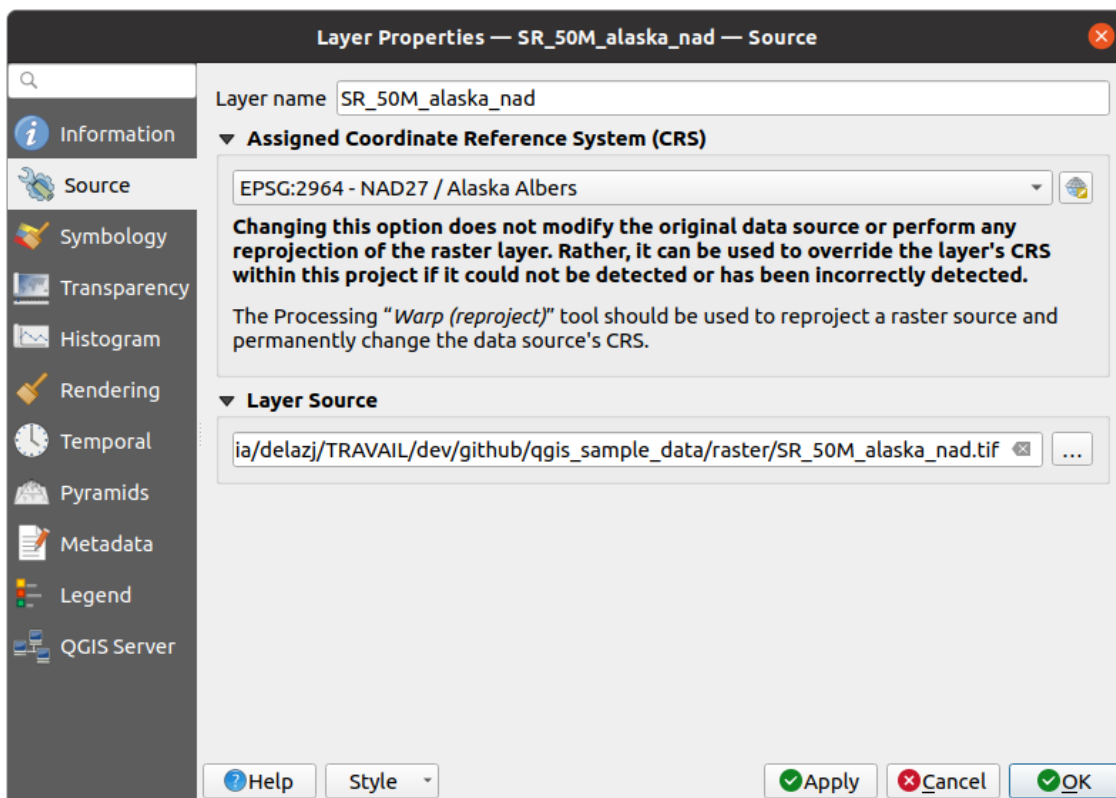 Layer Properties — SR_50M_alaska_nad — Source
Layer name SR_50M_alaska_nad
Information
Source
Symbology
Transparency
Histogram
Rendering
Temporal
Pyramids
Metadata
Legend
QGIS Server
Assigned Coordinate Reference System (CRS)
EPSG:2964 - NAD27 / Alaska Albers
Changing this option does not modify the original data source or perform any
reprojection of the raster layer. Rather, it can be used to override the layer's CRS
within this project if it could not be detected or has been incorrectly detected.
The Processing “Warp (reproject)” tool should be used to reproject a raster source and
permanently change the data source's CRS.
Layer Source
ia/delazj/TRAVAIL/dev/github/qgis_sample_data/raster/SR_50M_alaska_nad.tif ...
Help Style Apply Cancel OK